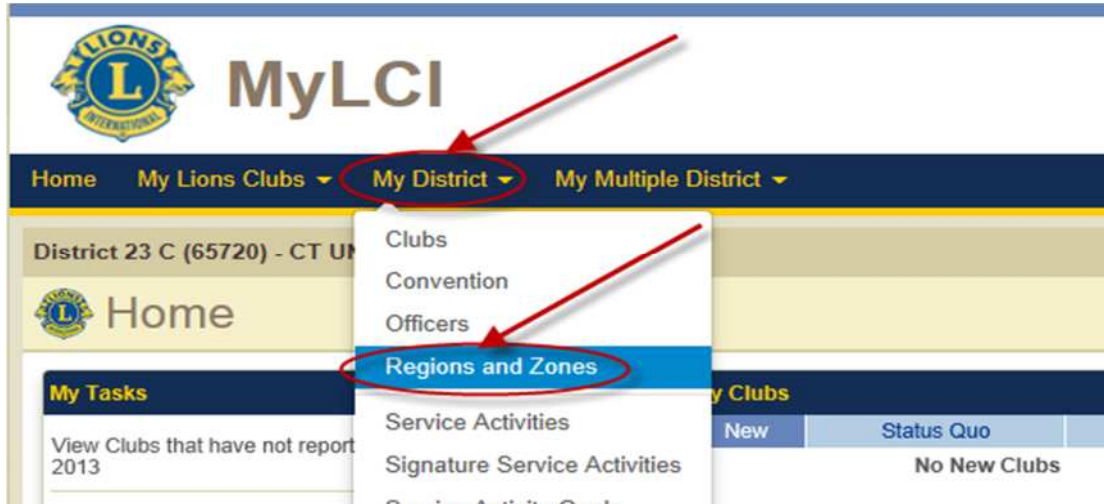 LIONS
L
INTERNATIONAL
MyLCI
Home My Lions Clubs My District My Multiple District
District 23 C (65720) - CT
Home
Clubs
Convention
Officers
Regions and Zones
Service Activities
Signature Service Activities
My Tasks
View Clubs that have not report
2013
Clubs
New Status Quo
No New Clubs